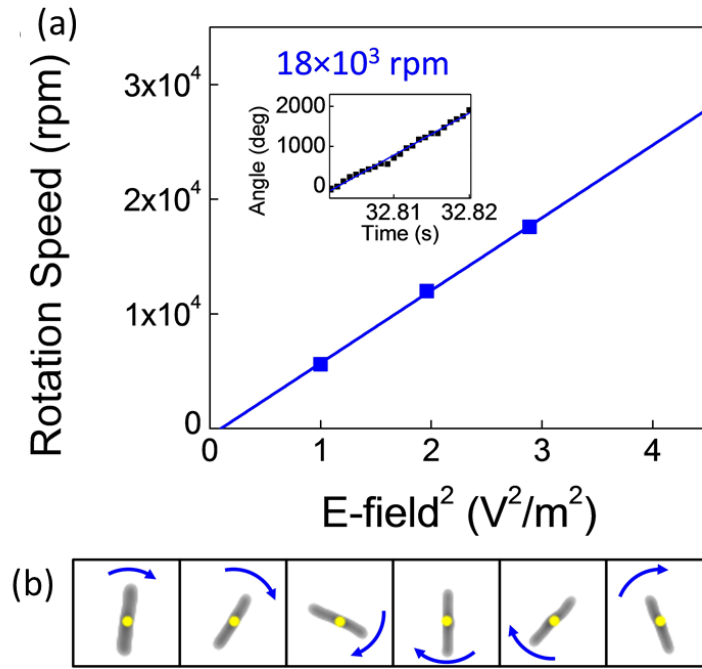 (a)
18×10³ rpm
Rotation Speed (rpm)
3x10⁴
2x10⁴
1x10⁴
0
0 1 2 3 4
E-field² (V²/m²)
Angle (deg)
2000
1000
0
32.81 32.82
Time (s)
(b)